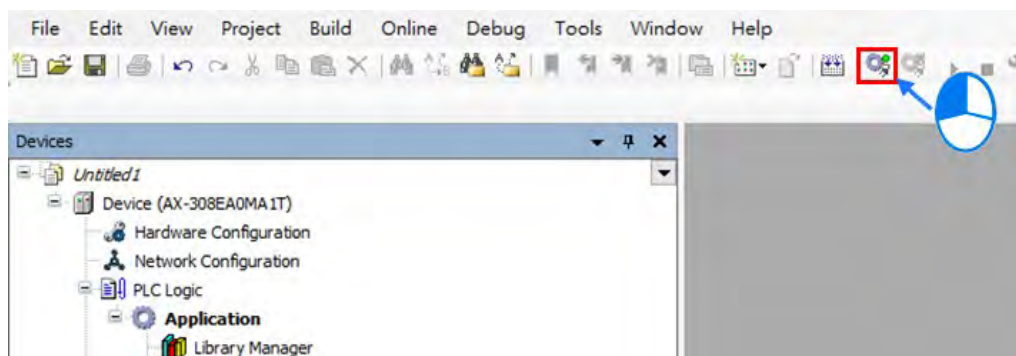 File Edit View Project Build Online Debug Tools Window Help
Devices
Untitled1
Device (AX-308EA0MA1T)
Hardware Configuration
Network Configuration
PLC Logic
Application
Library Manager